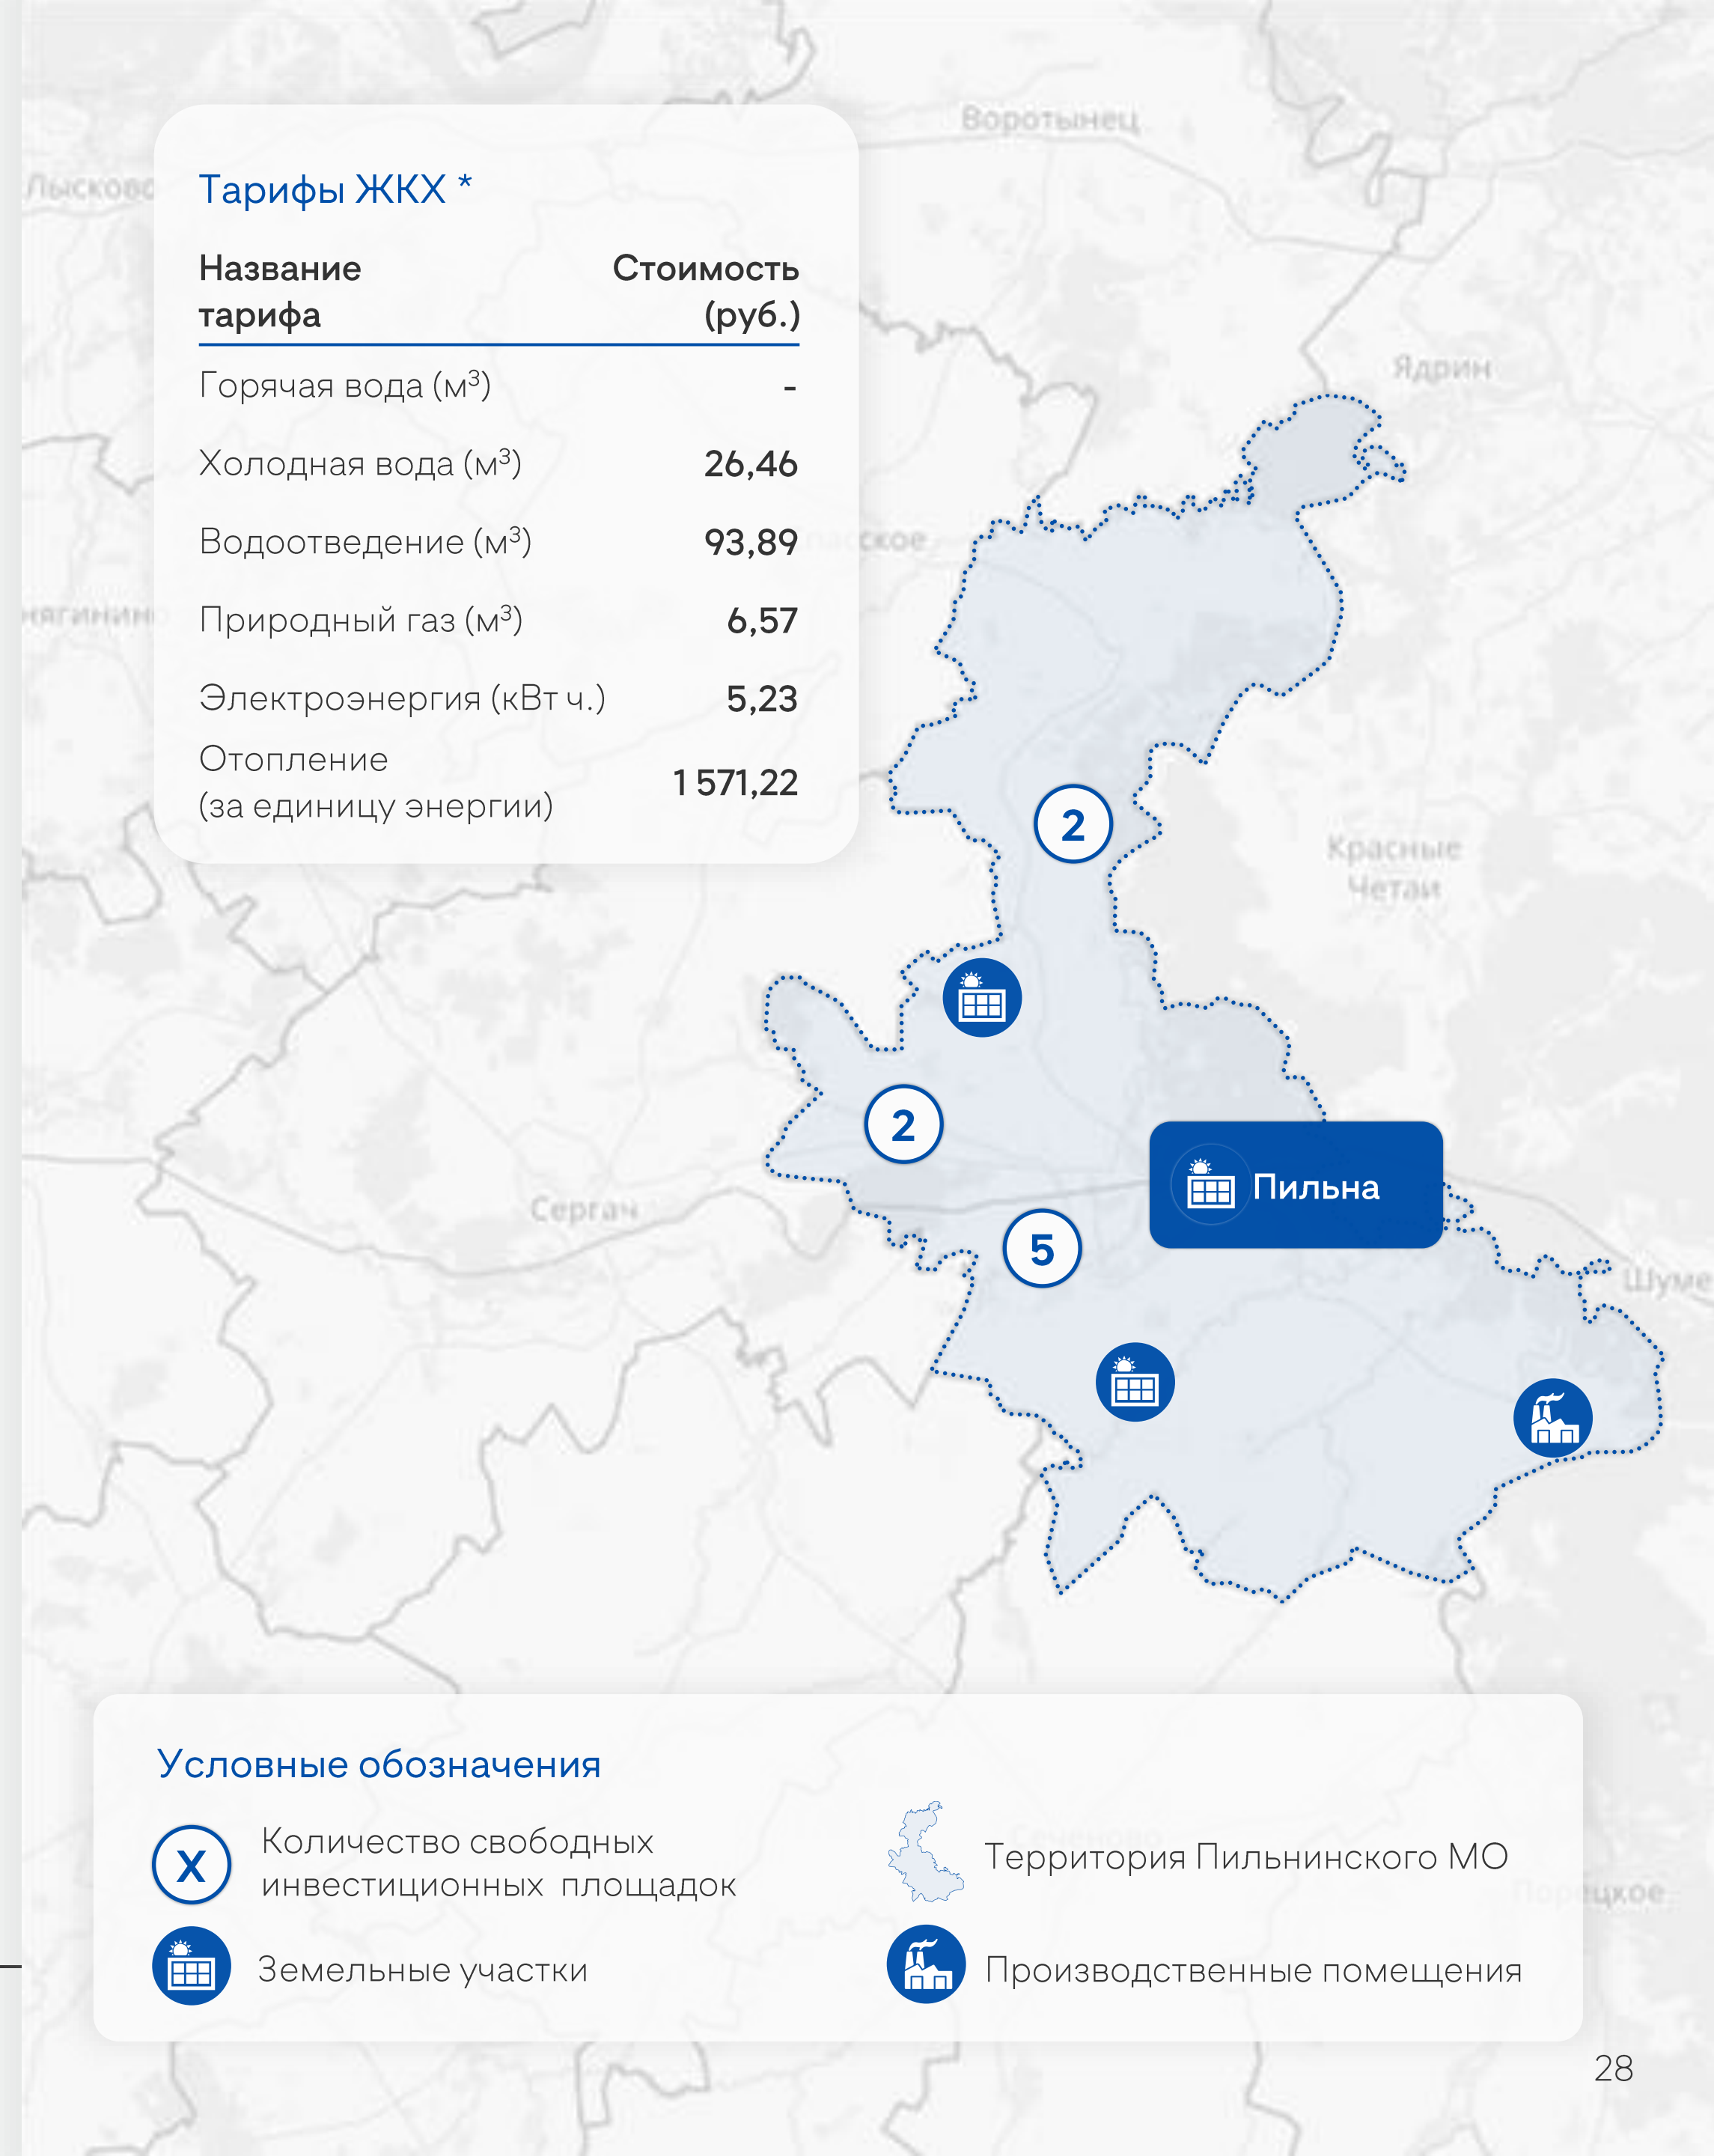 Воротынец
Лысково
Тарифы ЖКХ *
Название Стоимость
тарифа (руб.)
Горячая вода (м³) -
Холодная вода (м³) 26,46
Водоотведение (м³) 93,89
Природный газ (м³) 6,57
Электроэнергия (кВт ч.) 5,23
Отопление
(за единицу энергии) 1 571,22
Ядрин
Красные
Четаи
2
2
Пильна
Сергач
5
Шуме
Условные обозначения
X Количество свободных
инвестиционных площадок
Территория Пильнинского МО
Земельные участки
Производственные помещения
28